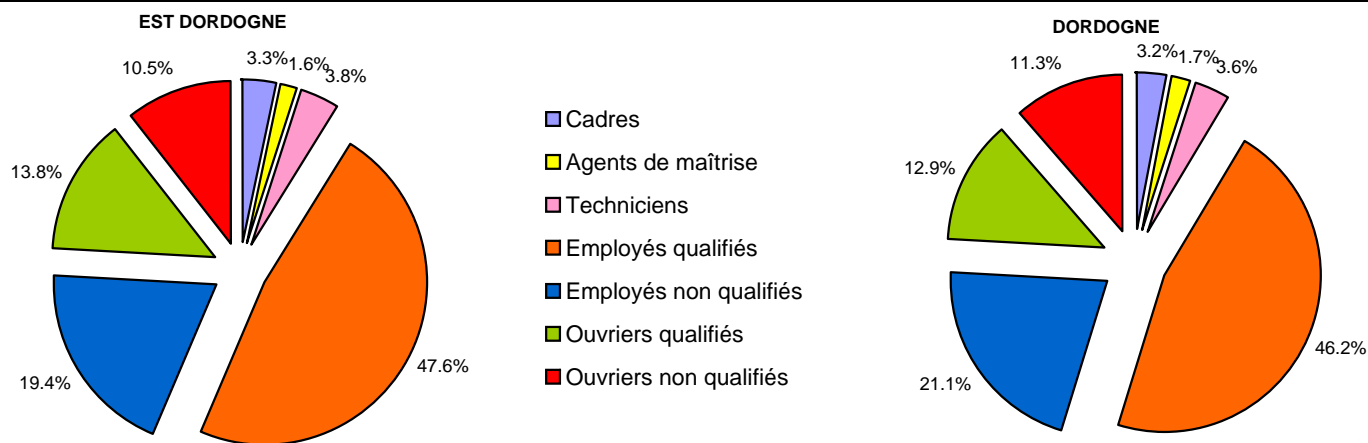 EST DORDOGNE
3.3%
1.6%
3.8%
10.5%
13.8%
19.4%
47.6%
Cadres
Agents de maîtrise
Techniciens
Employés qualifiés
Employés non qualifiés
Ouvriers qualifiés
Ouvriers non qualifiés
DORDOGNE
3.2%
1.7%
3.6%
11.3%
12.9%
21.1%
46.2%